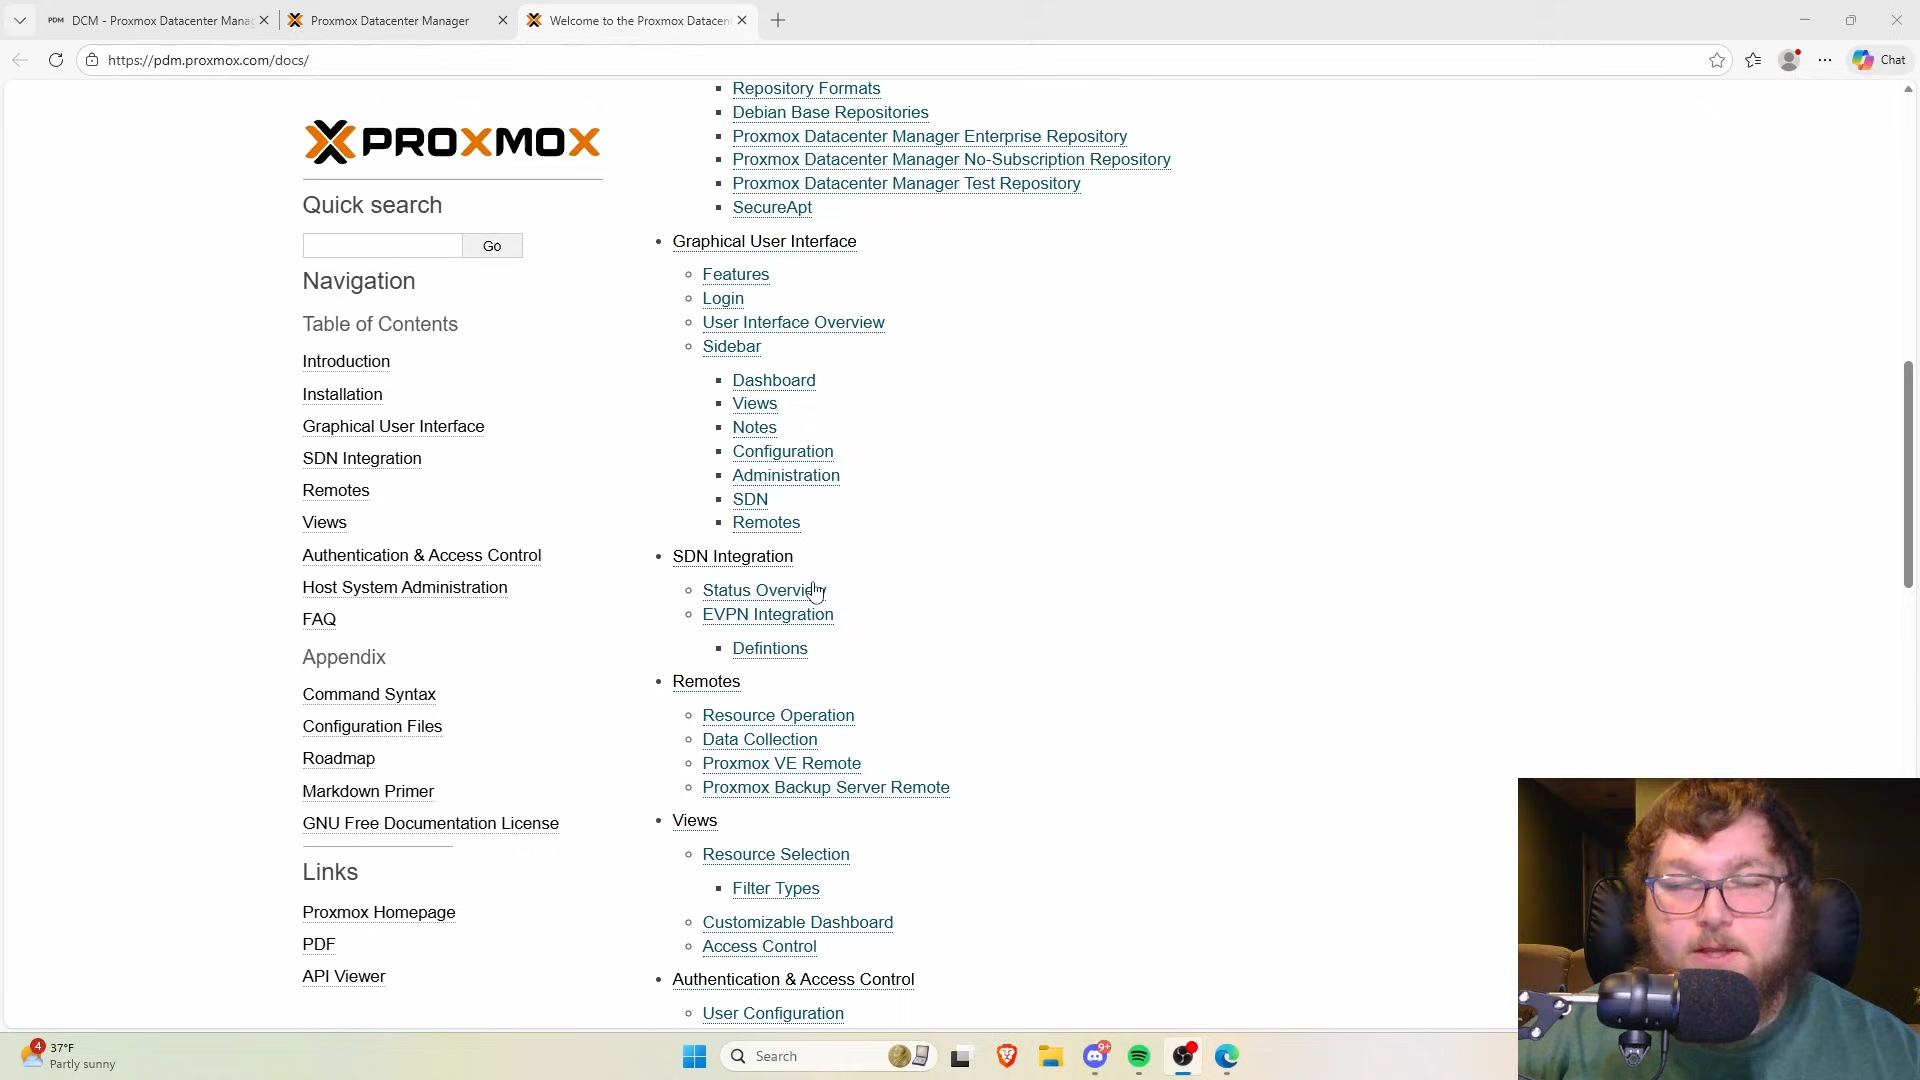 PDM DCM - Proxmox Datacenter Mana
Proxmox Datacenter Manager
Welcome to the Proxmox Datacen
https://pdm.proxmox.com/docs/
Chat
PROXMOX
Quick search
Go
Navigation
Table of Contents
Introduction
Installation
Graphical User Interface
SDN Integration
Remotes
Views
Authentication & Access Control
Host System Administration
FAQ
Appendix
Command Syntax
Configuration Files
Roadmap
Markdown Primer
GNU Free Documentation License
Links
Proxmox Homepage
PDF
API Viewer
Repository Formats
Debian Base Repositories
Proxmox Datacenter Manager Enterprise Repository
Proxmox Datacenter Manager No-Subscription Repository
Proxmox Datacenter Manager Test Repository
SecureApt
Graphical User Interface
Features
Login
User Interface Overview
Sidebar
Dashboard
Views
Notes
Configuration
Administration
SDN
Remotes
SDN Integration
Status Overview
EVPN Integration
Defintions
Remotes
Resource Operation
Data Collection
Proxmox VE Remote
Proxmox Backup Server Remote
Views
Resource Selection
Filter Types
Customizable Dashboard
Access Control
Authentication & Access Control
User Configuration
4
37°F
Partly sunny
Search
9+